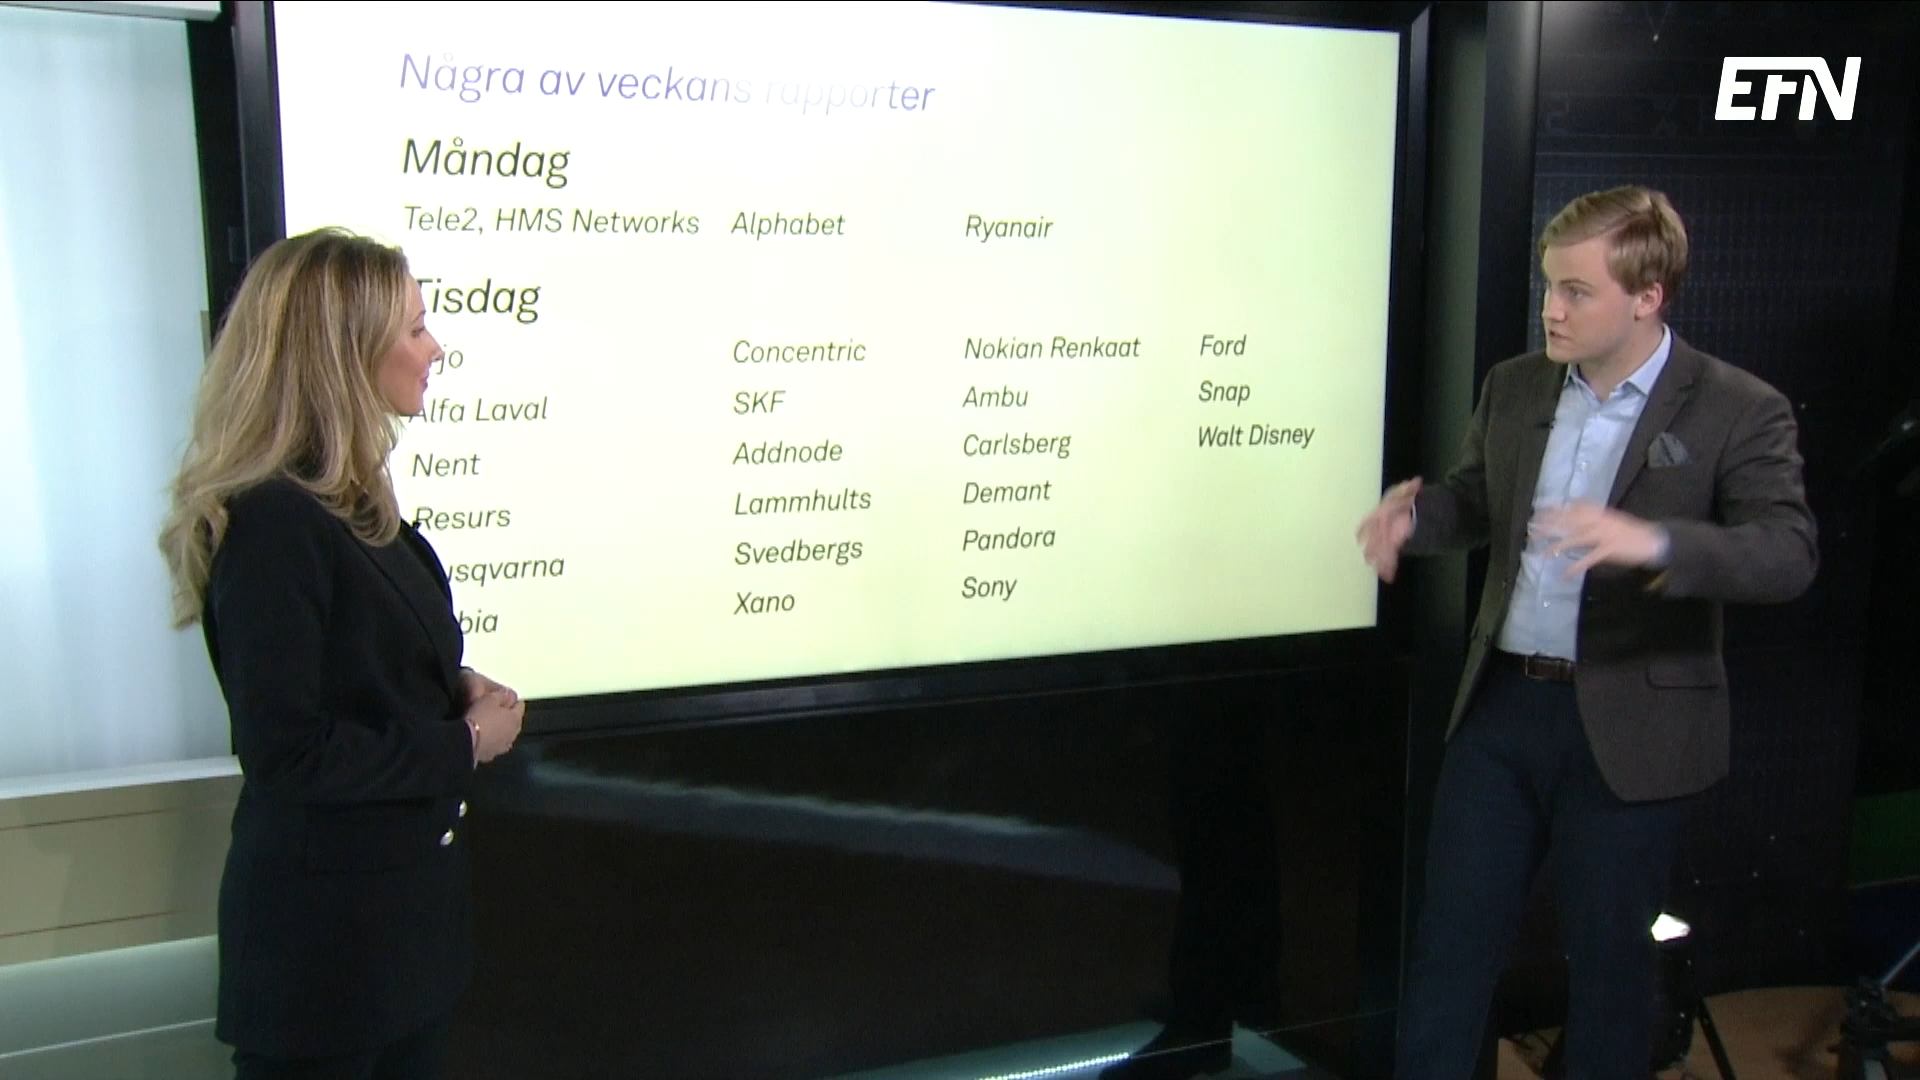 EFN
Några av veckans rapporter
Måndag
Tele2, HMS Networks Alphabet Ryanair
Tisdag
Concentric Nokian Renkaat Ford
Alfa Laval SKF Ambu Snap
Nent Addnode Carlsberg Walt Disney
Resurs Lammhults Demant
Husqvarna Svedbergs Pandora
Xano Sony